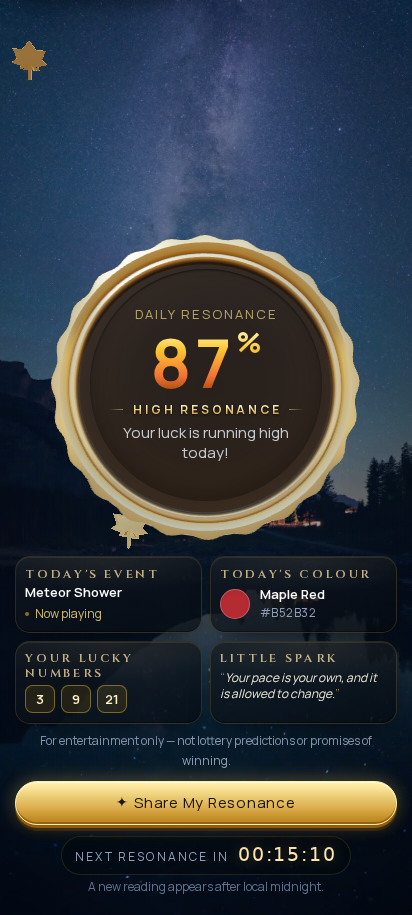 DAILY RESONANCE
87%
HIGH RESONANCE
Your luck is running high
today!
TODAY'S EVENT
Meteor Shower
Now playing
TODAY'S COLOUR
Maple Red
#B52B32
YOUR LUCKY
NUMBERS
3 9 21
LITTLE SPARK
"Your pace is your own, and it
is allowed to change."
For entertainment only — not lottery predictions or promises of
winning.
✦ Share My Resonance
NEXT RESONANCE IN 00:15:10
A new reading appears after local midnight.